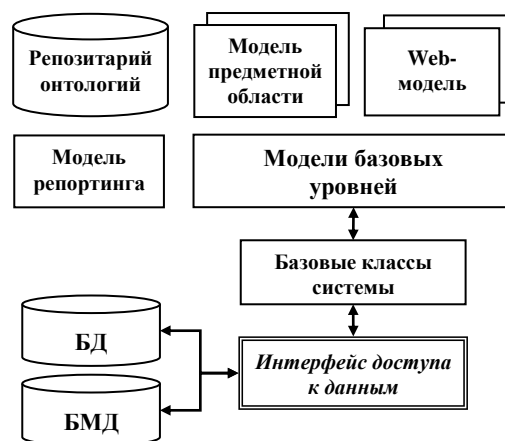 Репозитарий
онтологий
Модель
предметной
области
Web-
модель
Модель
репортинга
Модели базовых
уровней
Базовые классы
системы
БД
Интерфейс доступа
к данным
БМД